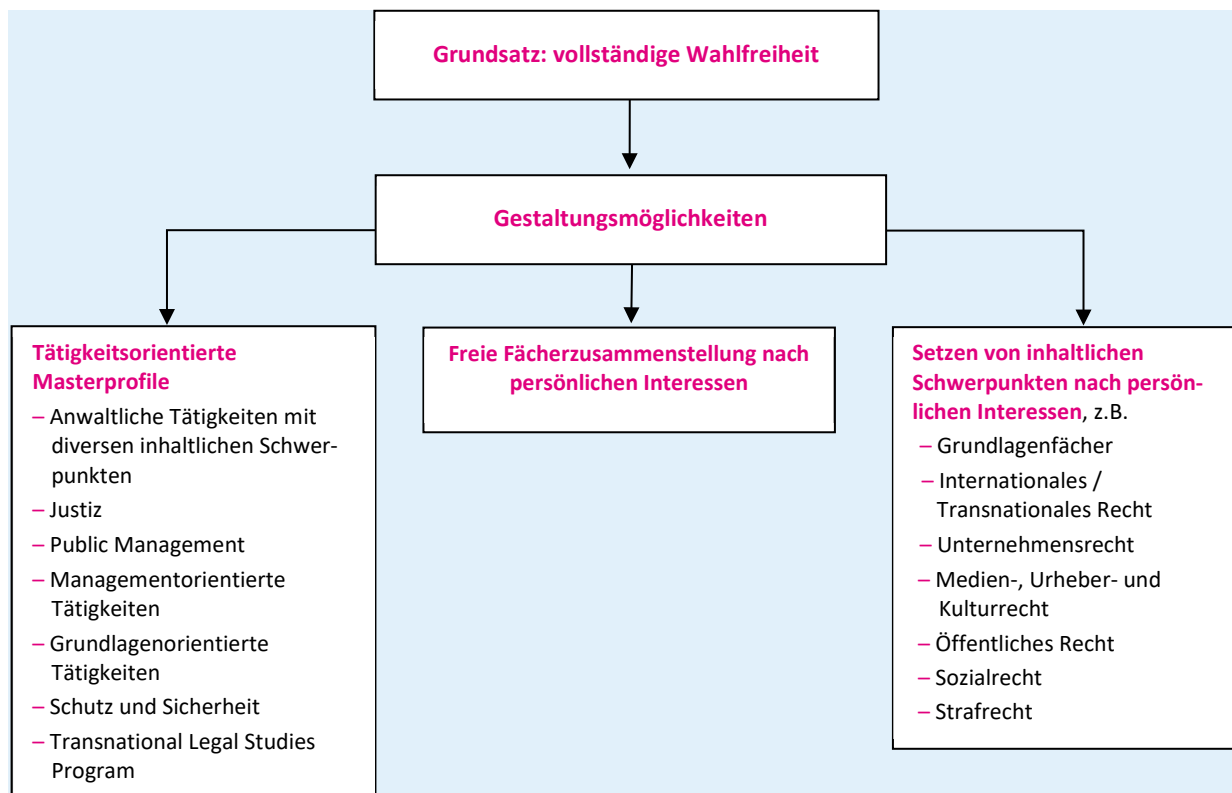 Grundsatz: vollständige Wahlfreiheit
Gestaltungsmöglichkeiten
Tätigkeitsorientierte
Masterprofile
– Anwaltliche Tätigkeiten mit
diversen inhaltlichen Schwer-
punkten
– Justiz
– Public Management
– Managementorientierte
Tätigkeiten
– Grundlagenorientierte
Tätigkeiten
– Schutz und Sicherheit
– Transnational Legal Studies
Program
Freie Fächerzusammenstellung nach
persönlichen Interessen
Setzen von inhaltlichen
Schwerpunkten nach persön-
lichen Interessen, z.B.
– Grundlagenfächer
– Internationales /
Transnationales Recht
– Unternehmensrecht
– Medien-, Urheber- und
Kulturrecht
– Öffentliches Recht
– Sozialrecht
– Strafrecht